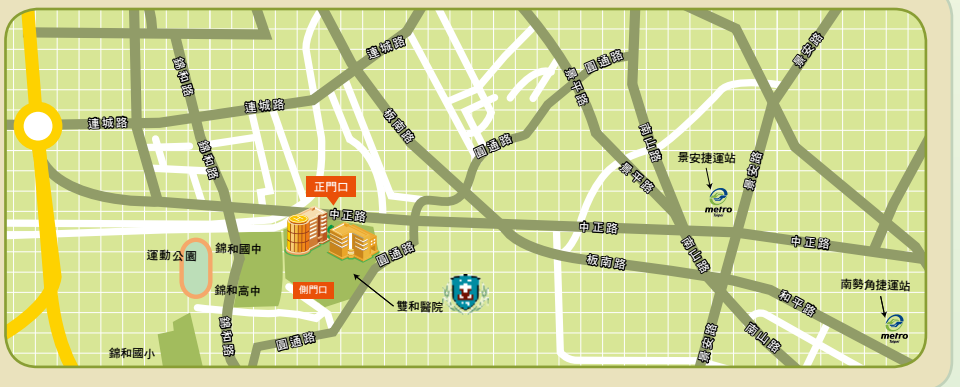 連城路
圓通路
景安路
錦和路
景平路
連城路
板南路
連城路
南山路
圓通路
錦和路
景安捷運站
景安路
景平路
metro
Taipei
正門口
中正路
中正路
中正路
錦和國中
運動公園
圓通路
南山路
板南路
錦和高中
側門口
雙和醫院
南勢角捷運站
和平路
metro
Taipei
錦和路
圓通路
景安路
南山路
錦和國小